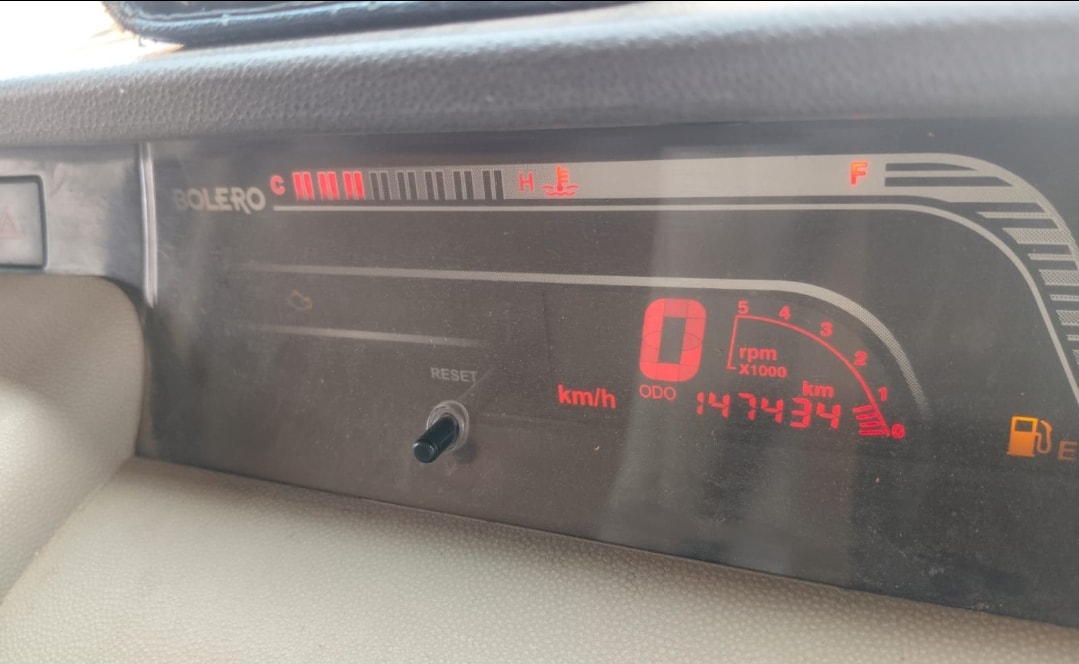 BOLERO C H F
5 4 3 2 1 0
0
rpm
X1000
RESET
km/h ODO 147434 km
E